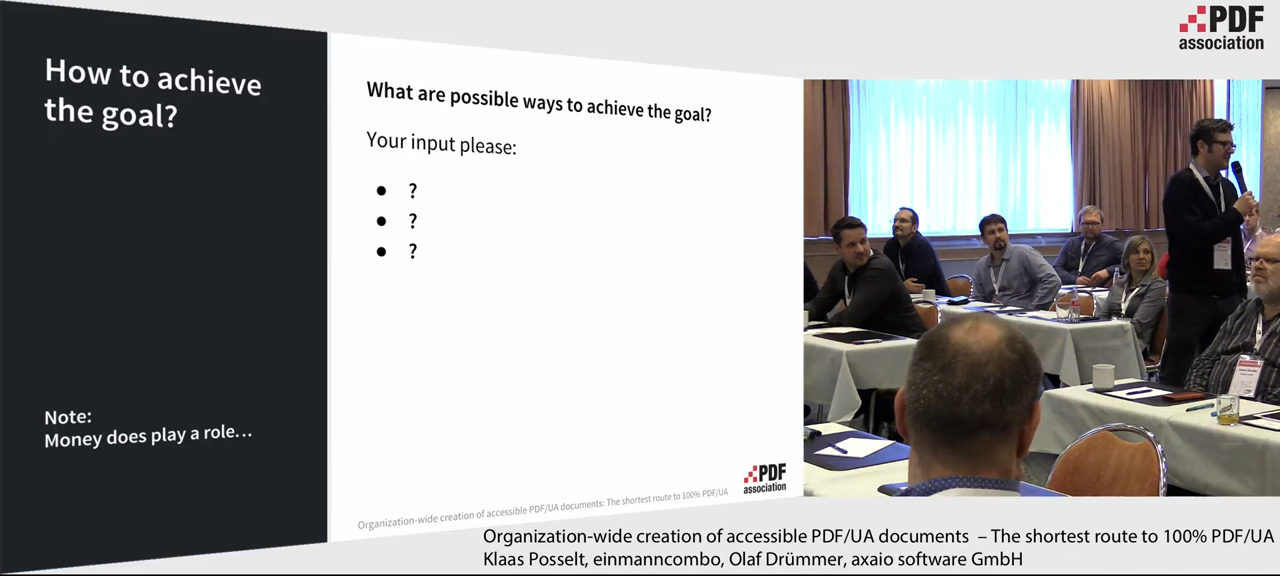 How to achieve
the goal?
Note:
Money does play a role...
What are possible ways to achieve the goal?
Your input please:
● ?
● ?
● ?
PDF
association
Organization-wide creation of accessible PDF/UA documents: The shortest route to 100% PDF/UA
PDF
association
Organization-wide creation of accessible PDF/UA documents – The shortest route to 100% PDF/UA
Klaas Posselt, einmanncombo, Olaf Drümmer, axaio software GmbH